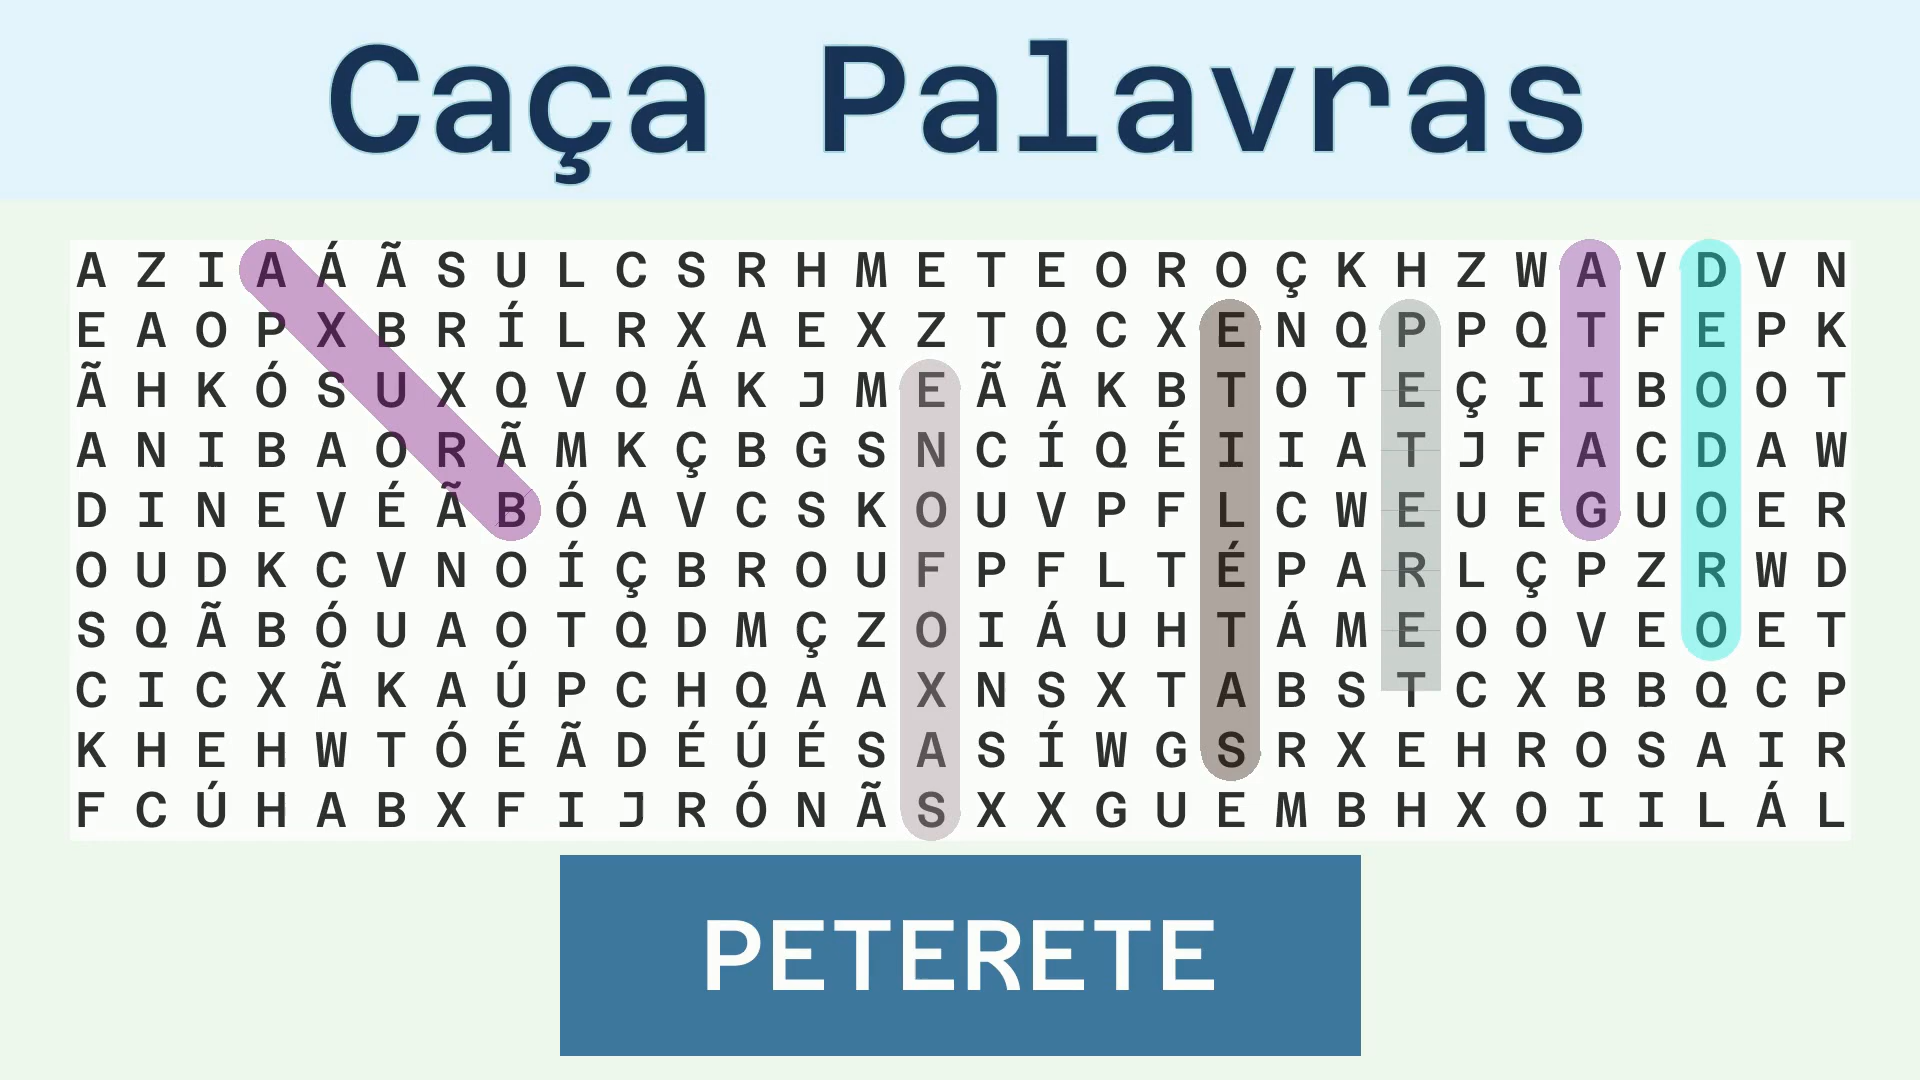 Caça Palavras
A Z I A Á Ã S U L C S R H M E T E O R O Ç K H Z W A V D V N
E A O P X B R Í L R X A E X Z T Q C X E N Q P P Q T F E P K
Ã H K Ó S U X Q V Q Á K J M E Ã Ã K B T O T E Ç I I B O O T
A N I B A O R Ã M K Ç B G S N C Í Q É I I A T J F A C D A W
D I N E V É Ã B Ó A V C S K O U V P F L C W E U E G U O E R
O U D K C V N O Í Ç B R O U F P F L T É P A R L Ç P Z R W D
S Q Ã B Ó U A O T Q D M Ç Z O I Á U H T Á M E O O V E O E T
C I C X Ã K A Ú P C H Q A A X N S X T A B S T C X B B Q C P
K H E H W T Ó É Ã D É Ú É S A S Í W G S R X E H R O S A I R
F C Ú H A B X F I J R Ó N Ã S X X G U E M B H X O I I L Á L
PETERETE